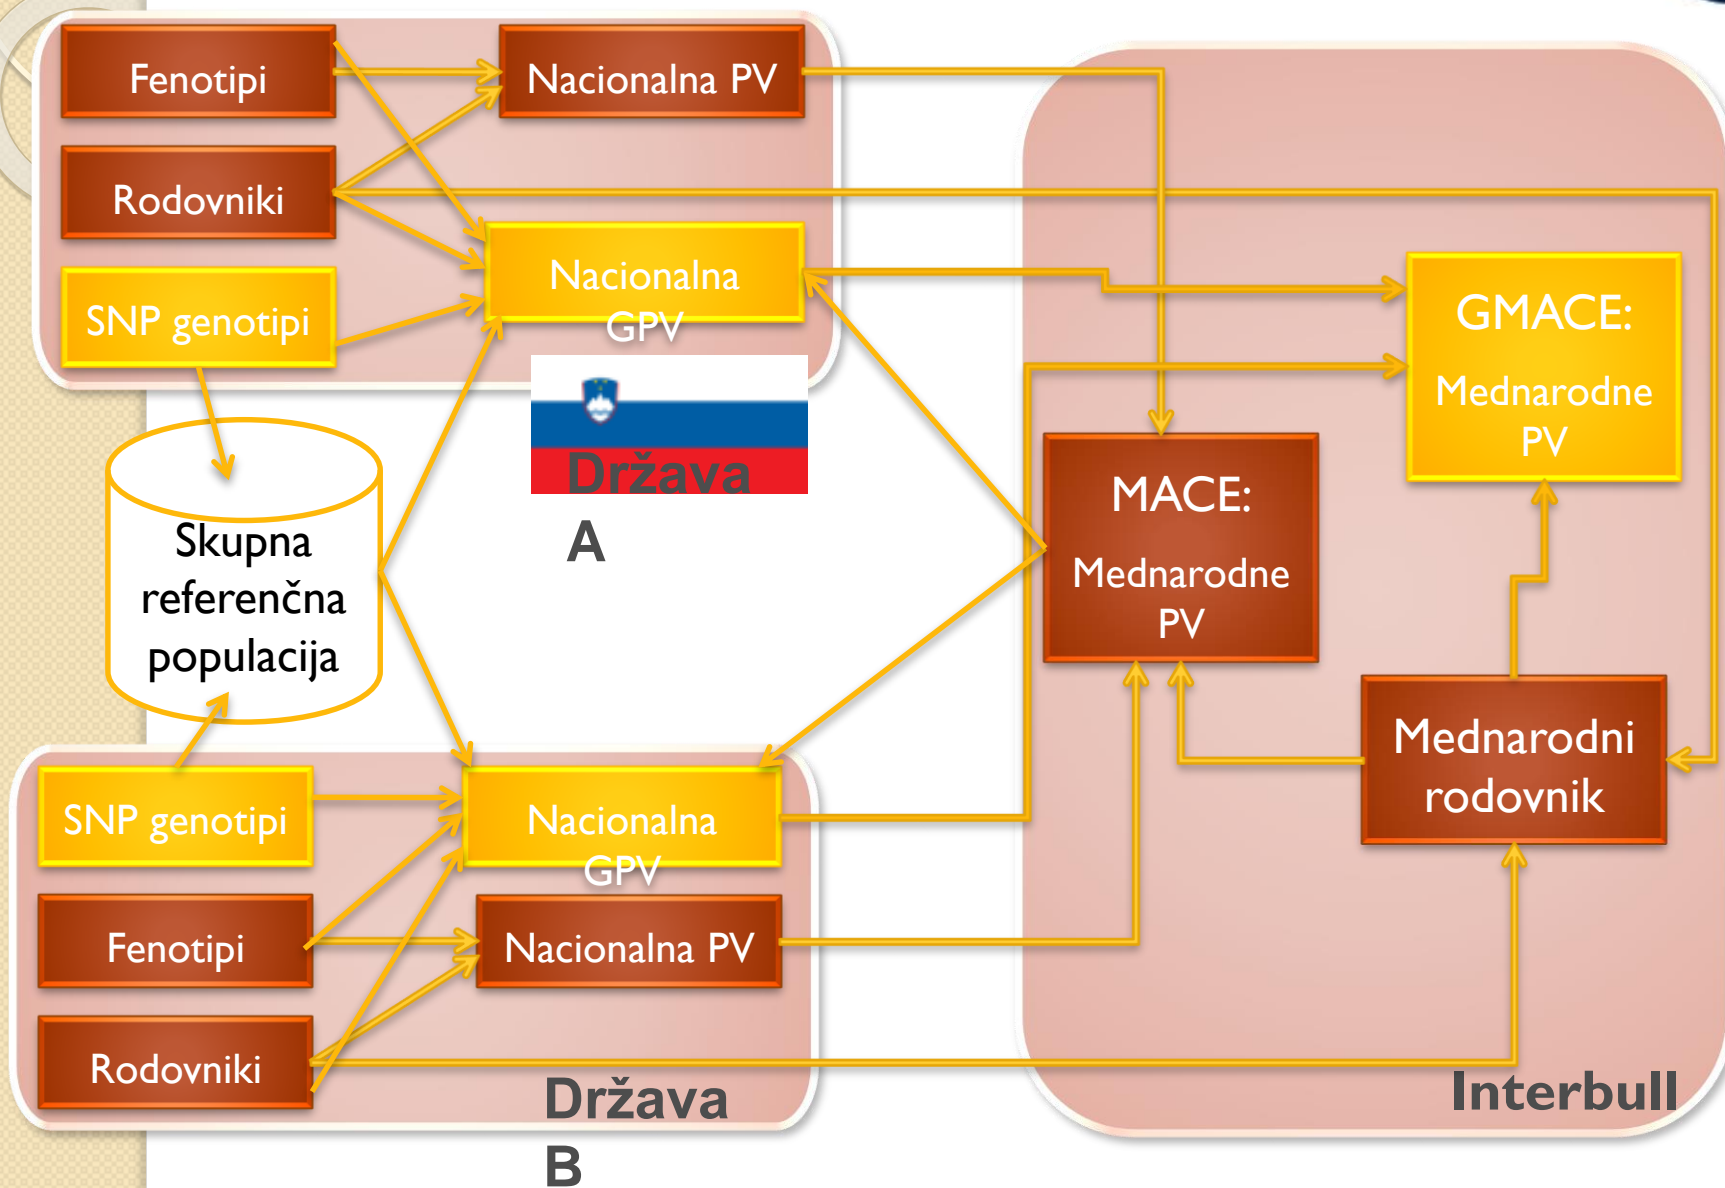 Fenotipi
Nacionalna PV
Rodovniki
SNP genotipi
Nacionalna
GPV
Država
A
Skupna
referenčna
populacija
SNP genotipi
Nacionalna
GPV
Fenotipi
Nacionalna PV
Rodovniki
Država
B
GMACE:
Mednarodne
PV
MACE:
Mednarodne
PV
Mednarodni
rodovnik
Interbull